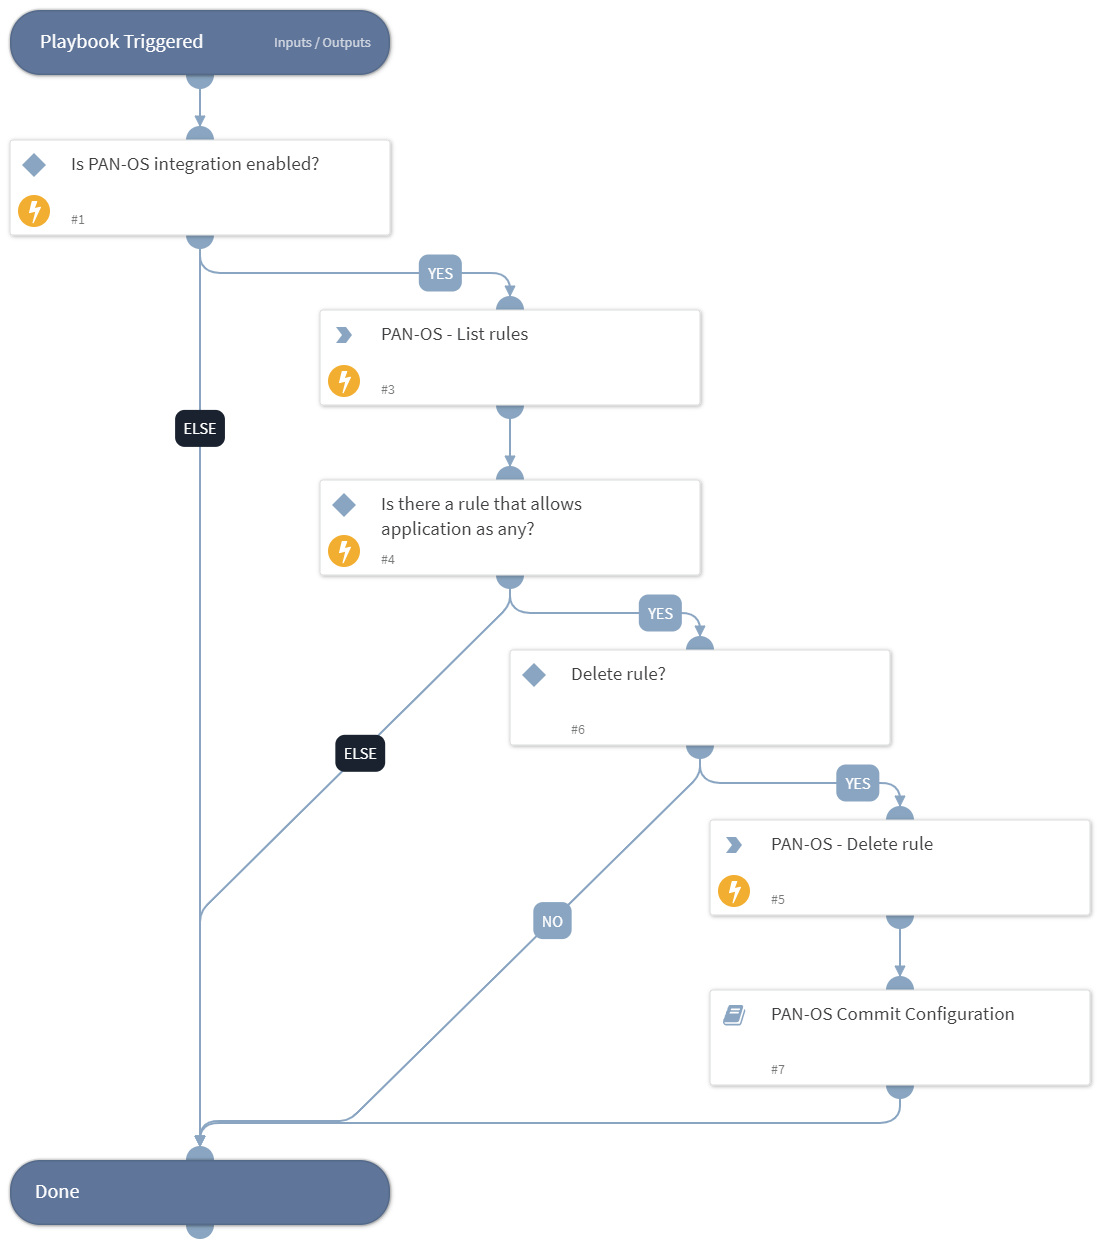 Playbook Triggered
Inputs / Outputs
Is PAN-OS integration enabled?
#1
YES
PAN-OS - List rules
#3
ELSE
Is there a rule that allows
application as any?
#4
YES
Delete rule?
#6
ELSE
YES
PAN-OS - Delete rule
#5
NO
PAN-OS Commit Configuration
#7
Done